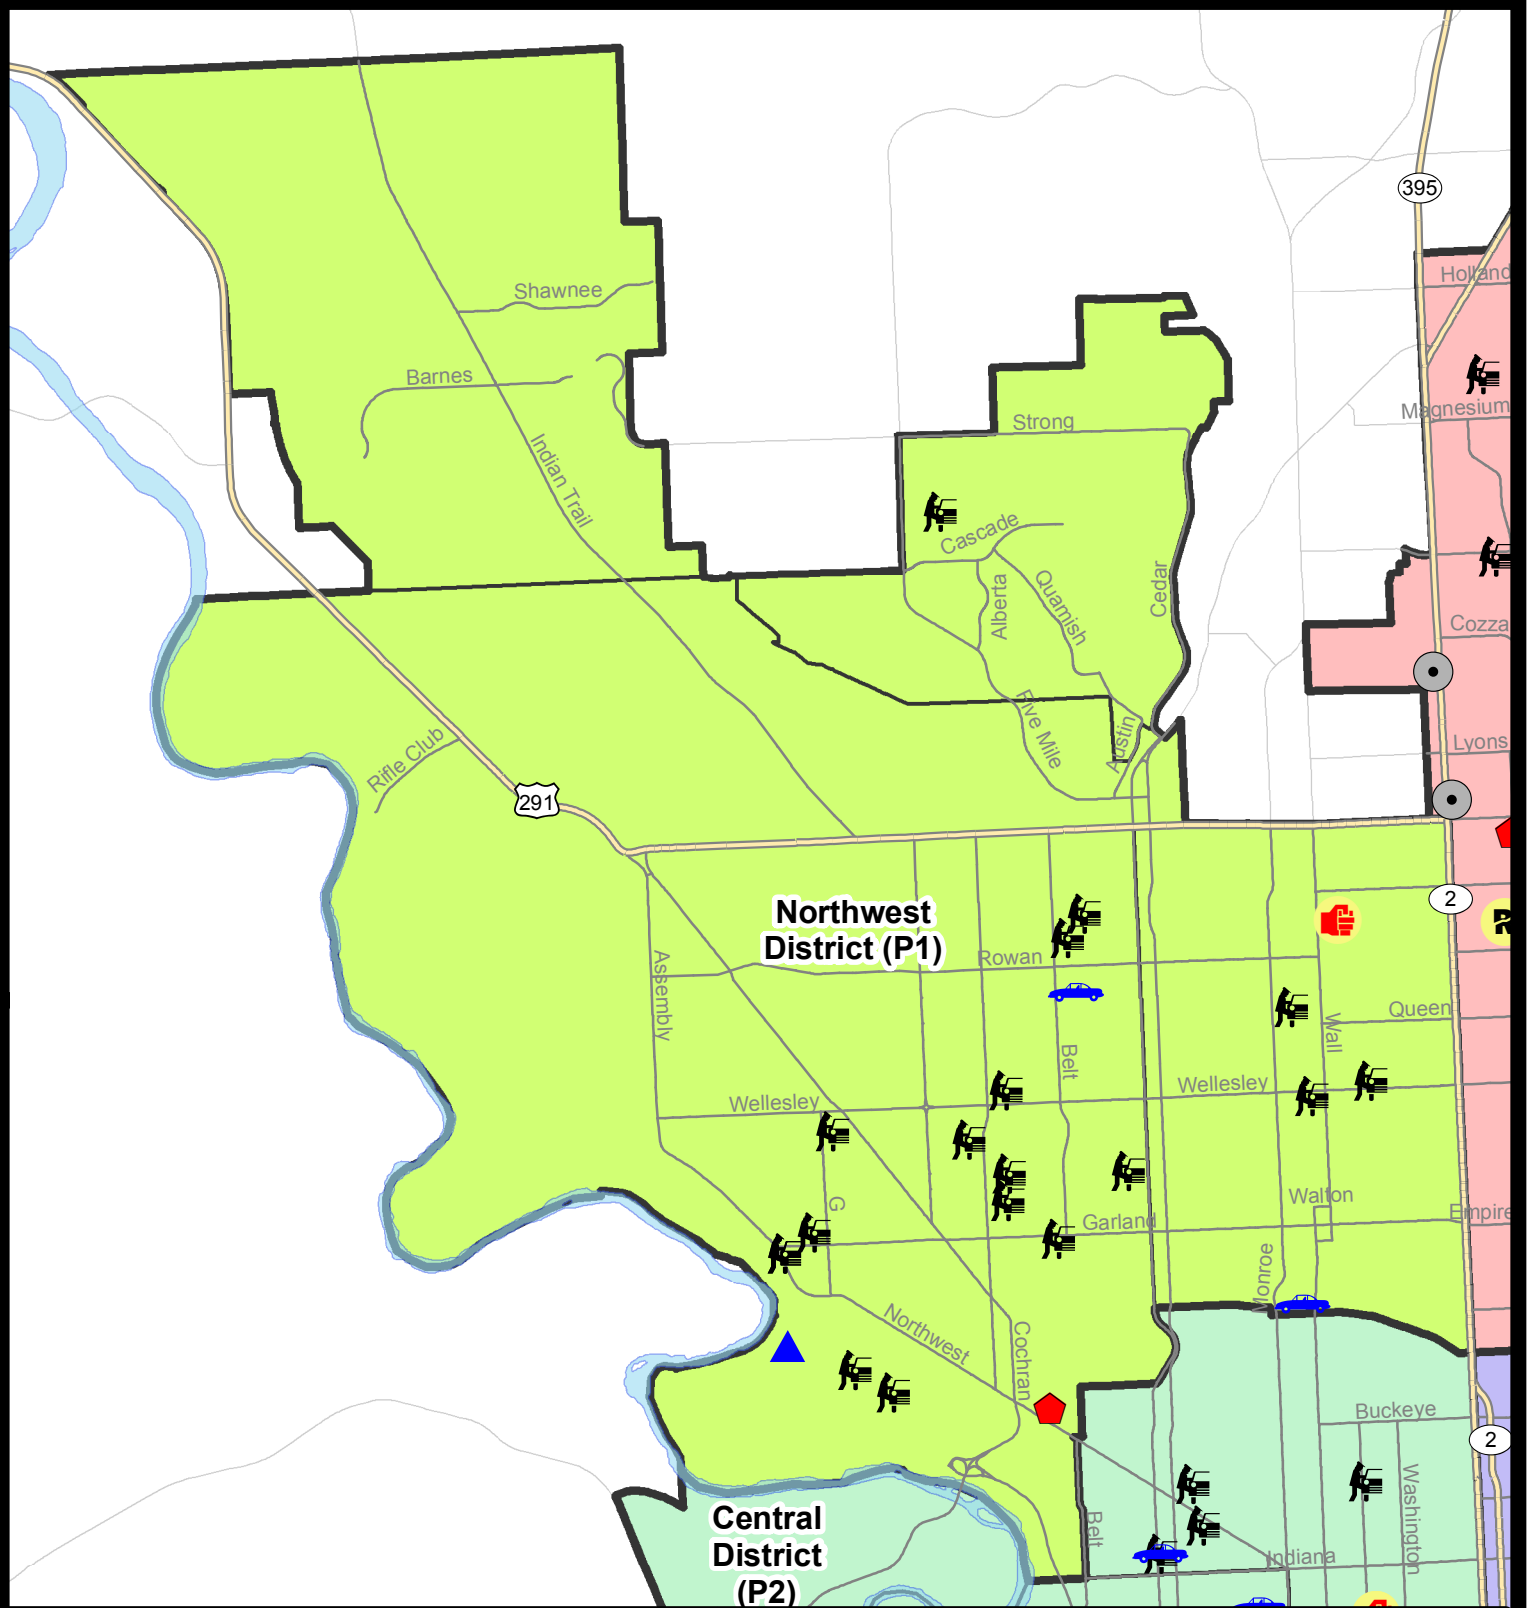 395
Holland
Shawnee
Barnes
Magnesium
Strong
Indian Trail
Cascade
Cedar
Alberta
Quamish
Cozza
Five Mile
Austin
Lyons
Rifle Club
291
2
Northwest
District (P1)
Rowan
Assembly
Queen
Wall
Belt
Wellesley
Wellesley
G
Walton
Garland
Empire
Monroe
Northwest
Cochran
Buckeye
2
Washington
Central
District
(P2)
Belt
Indiana